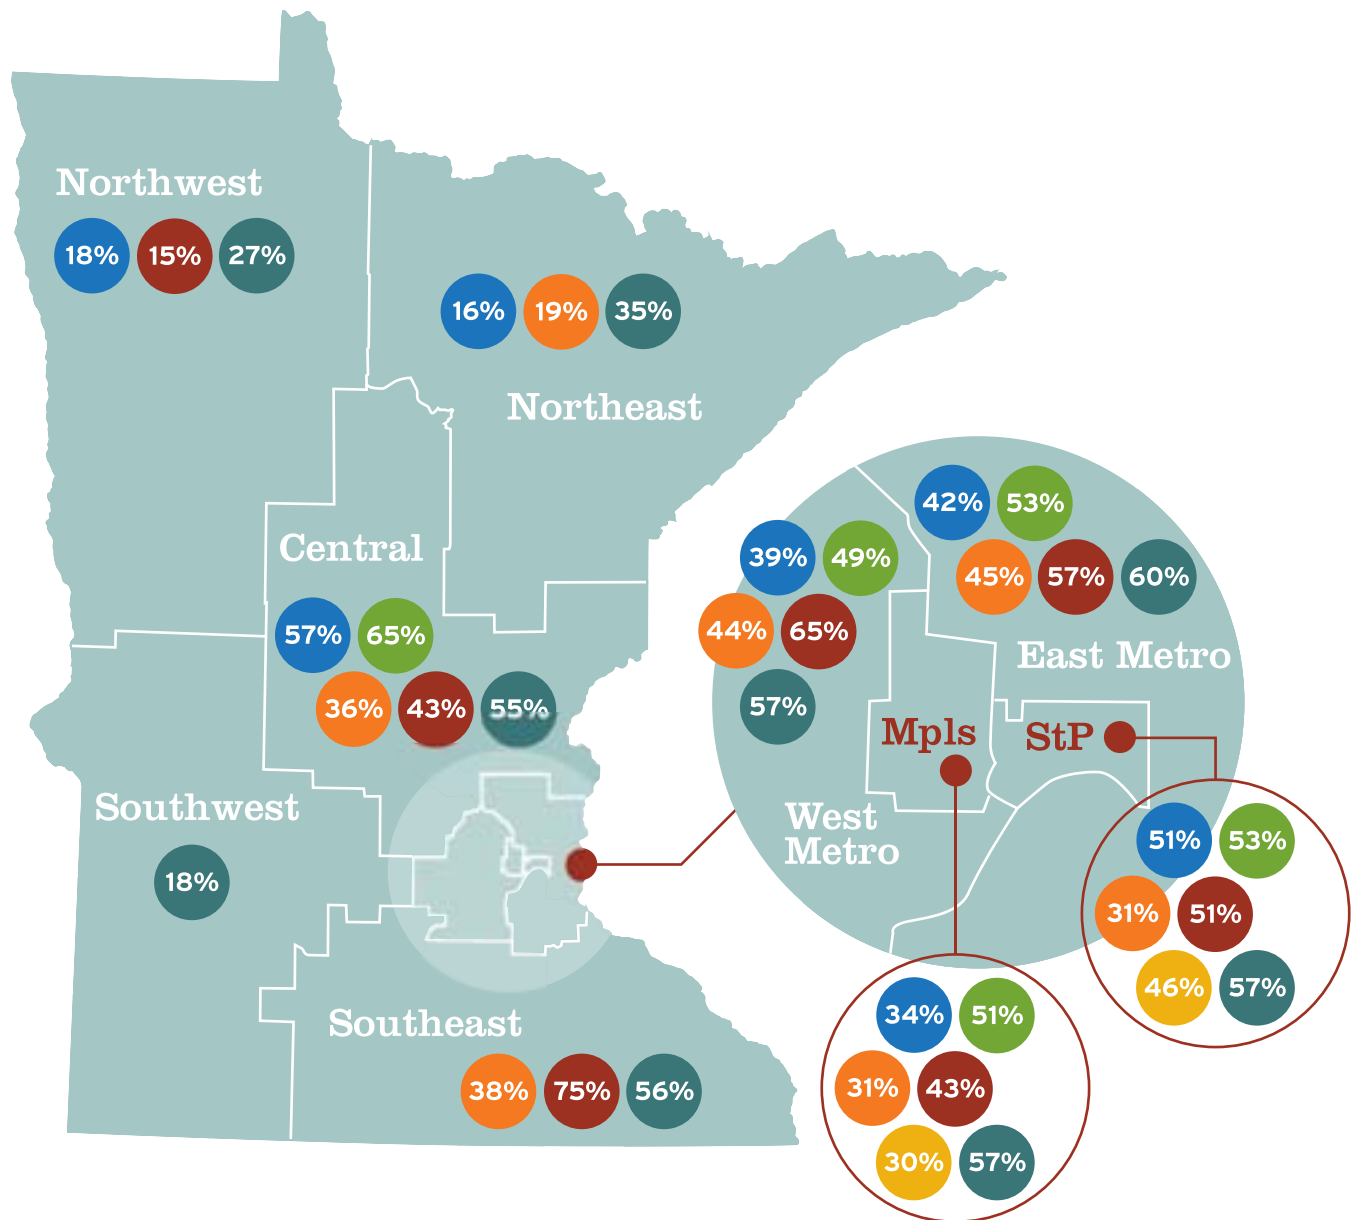 Northwest
18% 15% 27%
16% 19% 35%
Northeast
Central
57% 65%
36% 43% 55%
Southwest
18%
Southeast
38% 75% 56%
42% 53%
45% 57% 60%
East Metro
39% 49%
44% 65%
57%
West
Metro
Mpls
StP
51% 53%
31% 51%
46% 57%
34% 51%
31% 43%
30% 57%